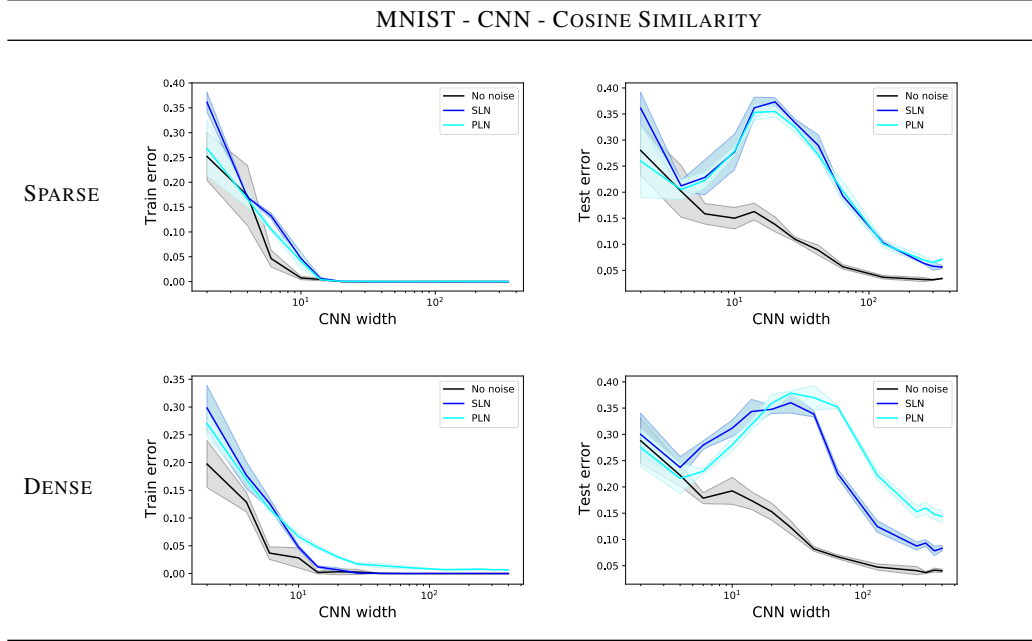 MNIST - CNN - COSINE SIMILARITY
SPARSE
Train error
0.40
0.35
0.30
0.25
0.20
0.15
0.10
0.05
0.00
No noise
SLN
PLN
10¹ 10²
CNN width
Test error
0.40
0.35
0.30
0.25
0.20
0.15
0.10
0.05
No noise
SLN
PLN
10¹ 10²
CNN width
DENSE
Train error
0.35
0.30
0.25
0.20
0.15
0.10
0.05
0.00
No noise
SLN
PLN
10¹ 10²
CNN width
Test error
0.40
0.35
0.30
0.25
0.20
0.15
0.10
0.05
No noise
SLN
PLN
10¹ 10²
CNN width